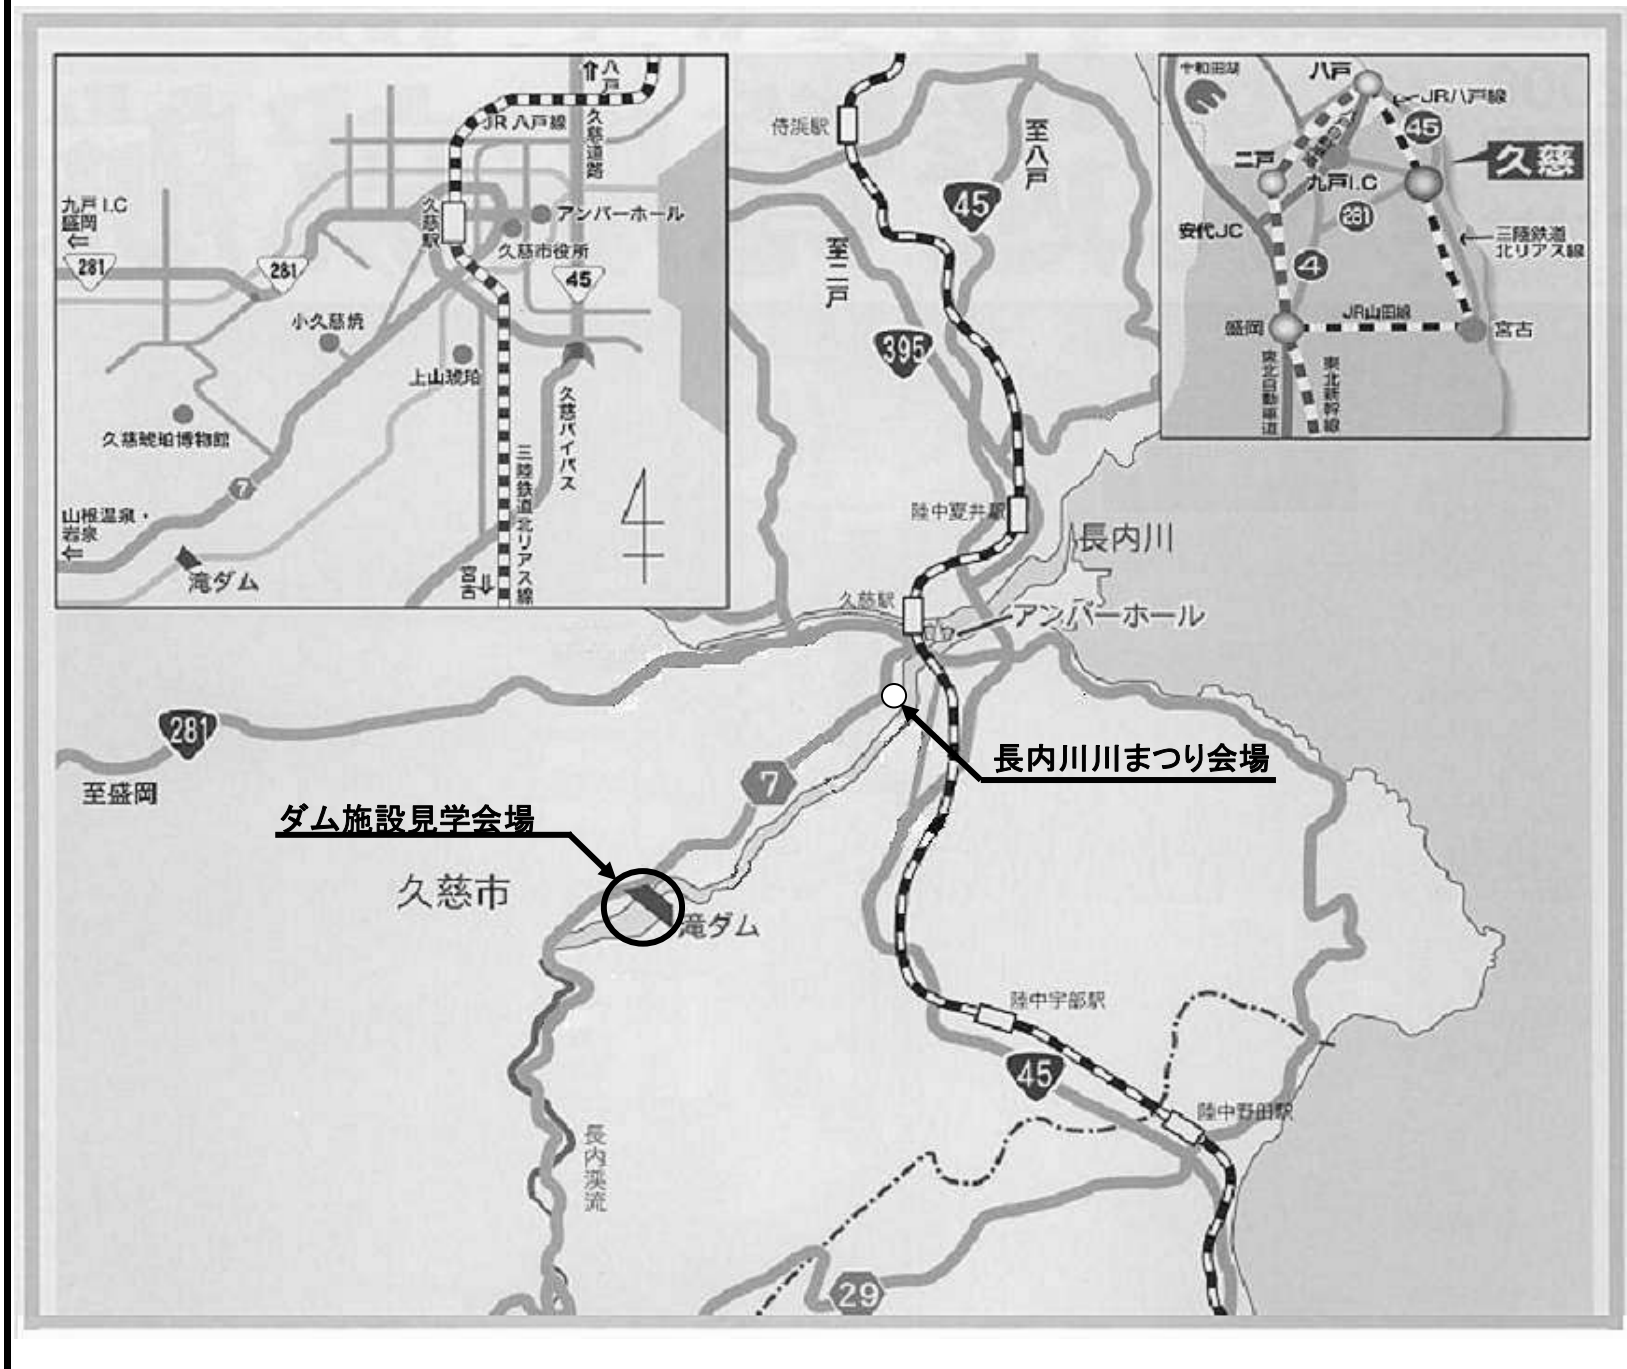 八戸
JR 八戸線
久慈道路
九戸 I.C
盛岡
281
281
久慈駅
アンバーホール
久慈市役所
45
小久慈焼
上山琥珀
久慈琥珀博物館
久慈バイパス
三陸鉄道北リアス線
7
山根温泉・
岩泉
滝ダム
宮古
十和田湖
八戸
JR八戸線
45
久慈
二戸
九戸I.C
281
安代JC
三陸鉄道
北リアス線
4
盛岡
JR山田線
宮古
東北自動車道
東北新幹線
侍浜駅
至八戸
45
至二戸
395
陸中夏井駅
長内川
久慈駅
アンバーホール
281
至盛岡
長内川川まつり会場
7
ダム施設見学会場
久慈市
滝ダム
陸中宇部駅
45
陸中野田駅
長内渓流
29